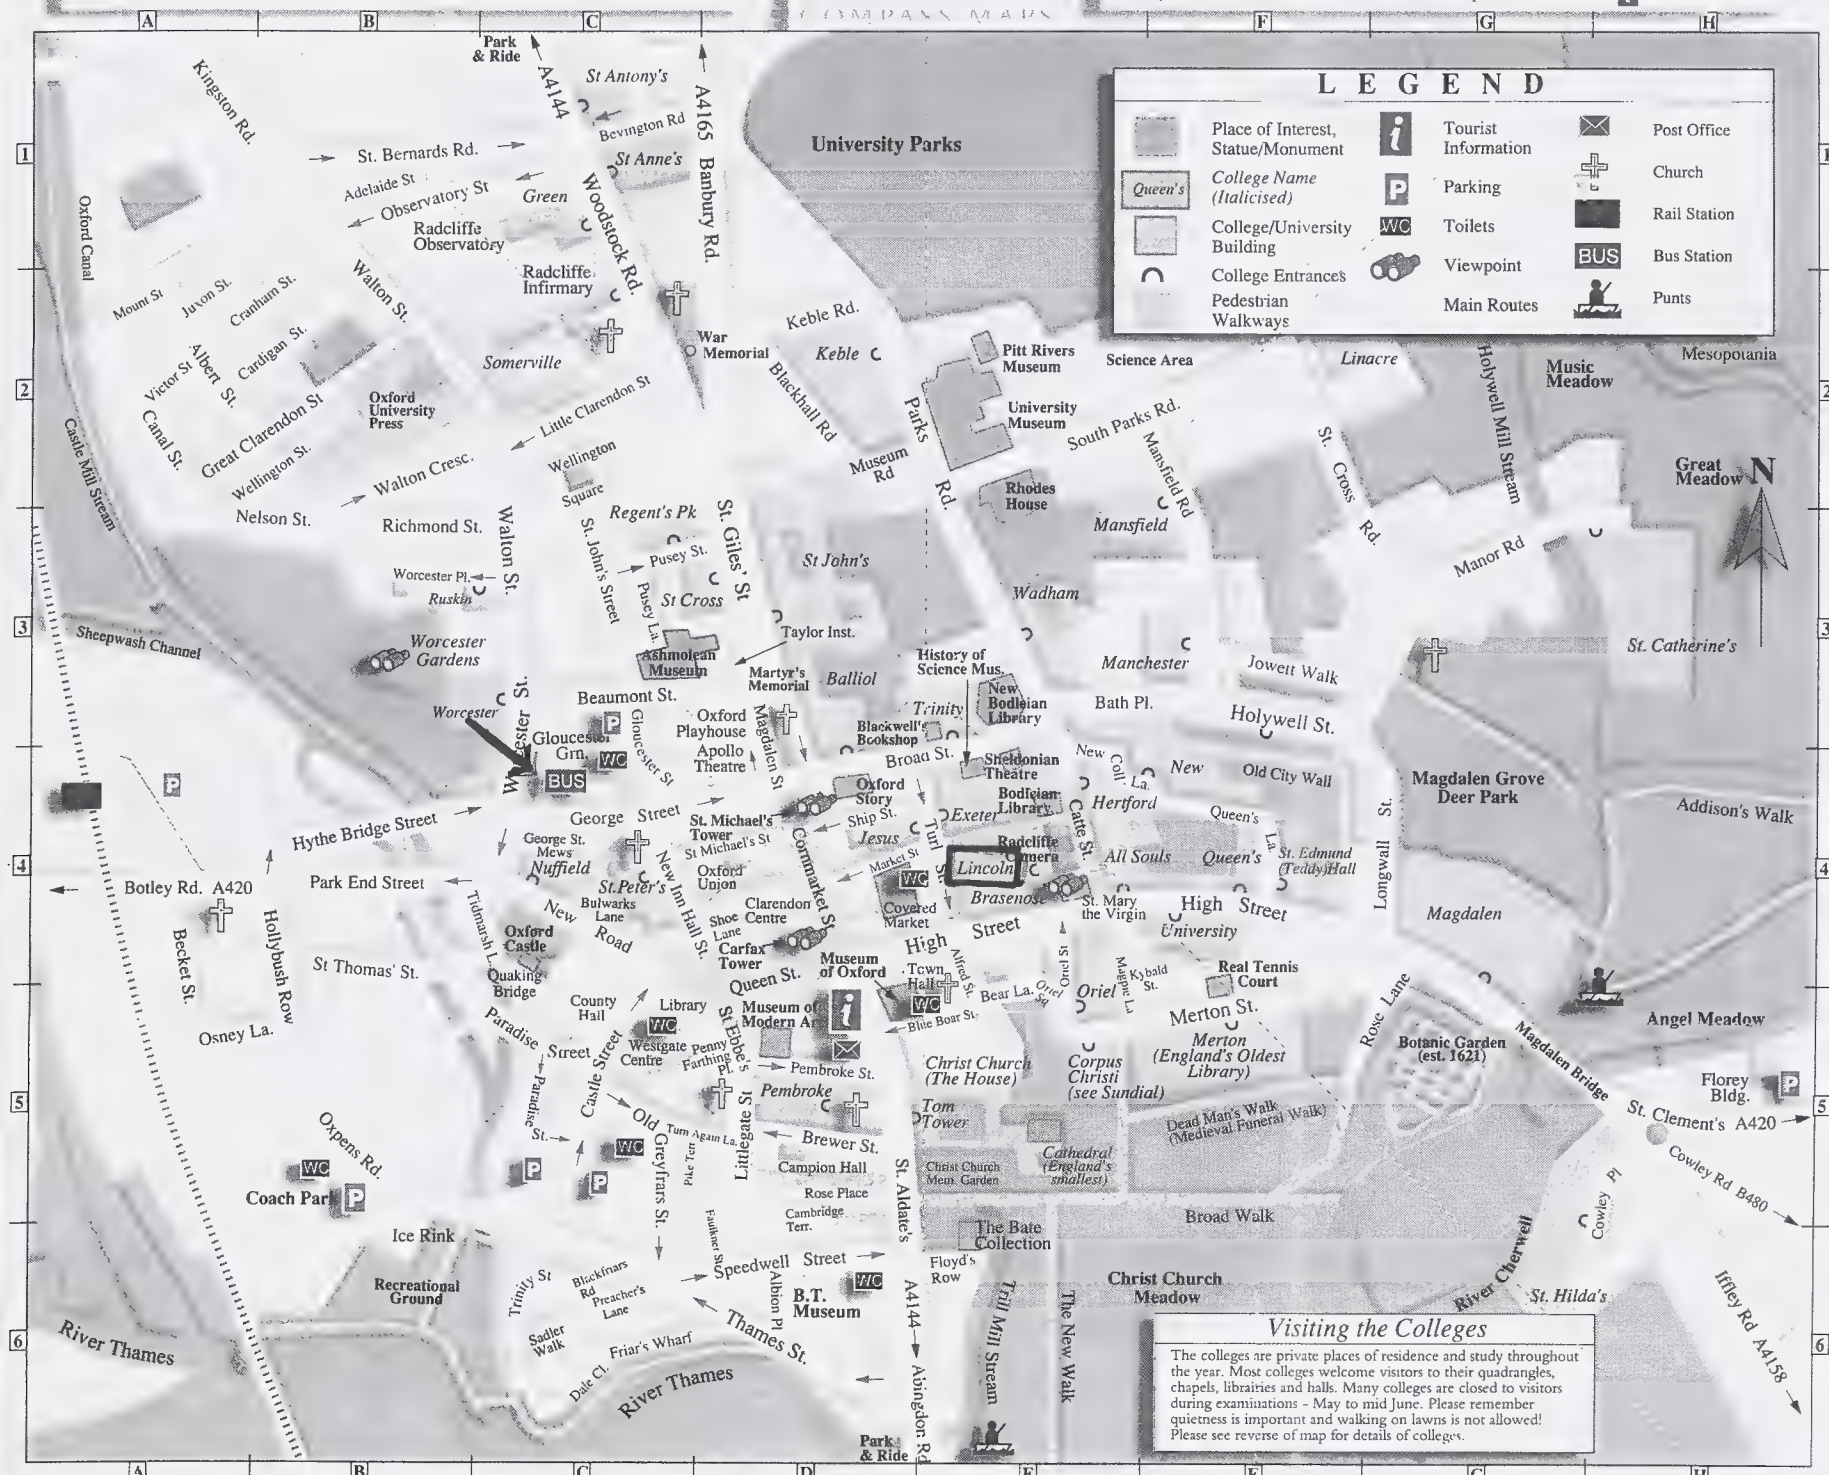 COMPASS MAPS
A B C F G H
Park
& Ride
A4144
A4165
Banbury Rd.
St Antony's
Bevington Rd
St Anne's
Kingston Rd.
St. Bernards Rd.
Adelaide St
Observatory St
Green
Radcliffe
Observatory
Woodstock Rd.
Radcliffe
Infirmary
University Parks
LEGEND
Place of Interest,
Statue/Monument
Queen's
College Name
(Italicised)
College/University
Building
College Entrances
Pedestrian
Walkways
i
Tourist
Information
P
Parking
WC
Toilets
Viewpoint
Main Routes
Post Office
Church
Rail Station
BUS
Bus Station
Punts
1
1
Oxford Canal
Mount St
Juxon St.
Cranham St.
Walton St.
Victor St
Albert St.
Cardigan St.
Canal St.
Great Clarendon St
Wellington St.
Oxford
University
Press
Somerville
War
Memorial
Keble Rd.
Keble
Blackhall Rd
Parks
Rd.
Museum
Rd
Pitt Rivers
Museum
University
Museum
Science Area
South Parks Rd.
Mansfield Rd
Linacre
St.
Cross
Rd.
Holywell Mill Stream
Music
Meadow
Mesopotamia
Great
Meadow
N
2
2
Castle Mill Stream
Nelson St.
Walton Cresc.
Little Clarendon St
Wellington
Square
Richmond St.
Walton St.
Regent's Pk
St. John's Street
Pusey St.
Pusey La.
St Cross
St. Giles' St
St John's
Rhodes
House
Mansfield
Wadham
Manor Rd
Worcester Pl.
Ruskin
3
3
Sheepwash Channel
Worcester
Gardens
Ashmolean
Museum
Taylor Inst.
Martyr's
Memorial
Balliol
History of
Science Mus.
New
Bodleian
Library
Trinity
Manchester
Jowett Walk
St. Catherine's
Bath Pl.
Holywell St.
Worcester
Worcester St.
Beaumont St.
Gloucester
Grn.
P
WC
BUS
Gloucester St
Oxford
Playhouse
Apollo
Theatre
Magdalen St
Blackwell's
Bookshop
Broad St.
Sheldonian
Theatre
New
Coll.
La.
New
Old City Wall
Magdalen Grove
Deer Park
Addison's Walk
P
Hythe Bridge Street
George Street
George St.
Mews
Nuffield
St. Michael's
Tower
St Michael's St
Oxford
Story
Ship St.
Jesus
Exeter
Turl St.
Bodleian
Library
Hertford
Catte St.
Queen's
La.
Longwall St.
4
4
Botley Rd. A420
Park End Street
St.Peter's
New Inn Hall St.
Oxford
Union
Cornmarket St
Market St
WC
Covered
Market
Lincoln
Radcliffe
Camera
Brasenose
All Souls
Queen's
St. Edmund
(Teddy)Hall
Magdalen
Tidmarsh L.
New
Road
Bulwarks
Lane
Shoe
Lane
Clarendon
Centre
Carfax
Tower
High Street
St. Mary
the Virgin
High Street
University
Becket St.
Hollybush Row
St Thomas' St.
Oxford
Castle
Quaking
Bridge
Queen St.
Museum
of Oxford
Town
Hall
WC
Alfred St.
Bear La.
Oriel
Sq
Oriel St
Oriel
Magpie La
Kybald
St.
Real Tennis
Court
Merton St.
Rose Lane
Osney La.
Paradise
Street
County
Hall
Library
WC
Westgate
Centre
Castle Street
St Ebbe's
Museum of
Modern Art
i
Penny
Farthing
Pl.
Pembroke St.
Blue Boar St.
Christ Church
(The House)
Corpus
Christi
(see Sundial)
Merton
(England's Oldest
Library)
Botanic Garden
(est. 1621)
Magdalen Bridge
Angel Meadow
Florey
Bldg.
P
St. Clement's A420
5
5
Oxpens Rd.
Paradise
St.
Old
Greyfriars St.
Turn Again La.
Pike Terr
Littlegate St
Pembroke
Brewer St.
Tom
Tower
Dead Man's Walk
(Medieval Funeral Walk)
Cathedral
(England's
smallest)
Cowley Rd B480
Cowley Pl
WC
Coach Park
P
P
WC
P
Campion Hall
Rose Place
Cambridge
Terr.
St. Aldate's
Christ Church
Mem. Garden
Broad Walk
The Bate
Collection
Ice Rink
Faulkner St
Speedwell Street
Floyd's
Row
Recreational
Ground
Trinity St
Blackfriars
Rd
Preacher's
Lane
Albion Pl
WC
B.T.
Museum
A4144
Trill Mill Stream
The New Walk
Christ Church
Meadow
River Cherwell
St. Hilda's
Iffley Rd A4158
6
6
River Thames
Sadler
Walk
Friar's Wharf
Thames St.
Dale Cl.
River Thames
Abingdon Rd
Park
& Ride
Visiting the Colleges
The colleges are private places of residence and study throughout
the year. Most colleges welcome visitors to their quadrangles,
chapels, libraries and halls. Many colleges are closed to visitors
during examinations - May to mid June. Please remember
quietness is important and walking on lawns is not allowed!
Please see reverse of map for details of colleges.
A B C D E F G H